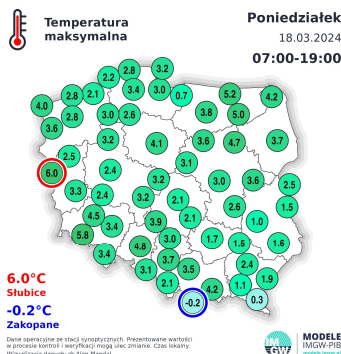 Temperatura
maksymalna
Poniedziałek
18.03.2024
07:00-19:00
2.2 2.8 3.2
4.0 2.8 2.1 3.4 3.0 0.7 5.2 4.2
3.6 2.8 3.0 2.6 3.8 5.0
3.2 4.1 3.6 4.7 3.7
2.5 3.1
6.0 2.4 3.2 3.0 3.6 2.5
3.3 2.4 3.2 2.1 2.6 1.5
4.5 3.4 3.9 2.1 1.0
5.8 4.8 3.0 1.7 1.5 1.6
3.4 3.1 3.7 3.5 2.4
2.1 4.2 1.1 1.9
-0.2 0.3
6.0°C
Słubice
-0.2°C
Zakopane
Dane operacyjne ze stacji synoptycznych. Prezentowane wartości
w procesie kontroli i weryfikacji mogą ulec zmianie. Czas lokalny.
IM
GW
MODELE
IMGW-PIB